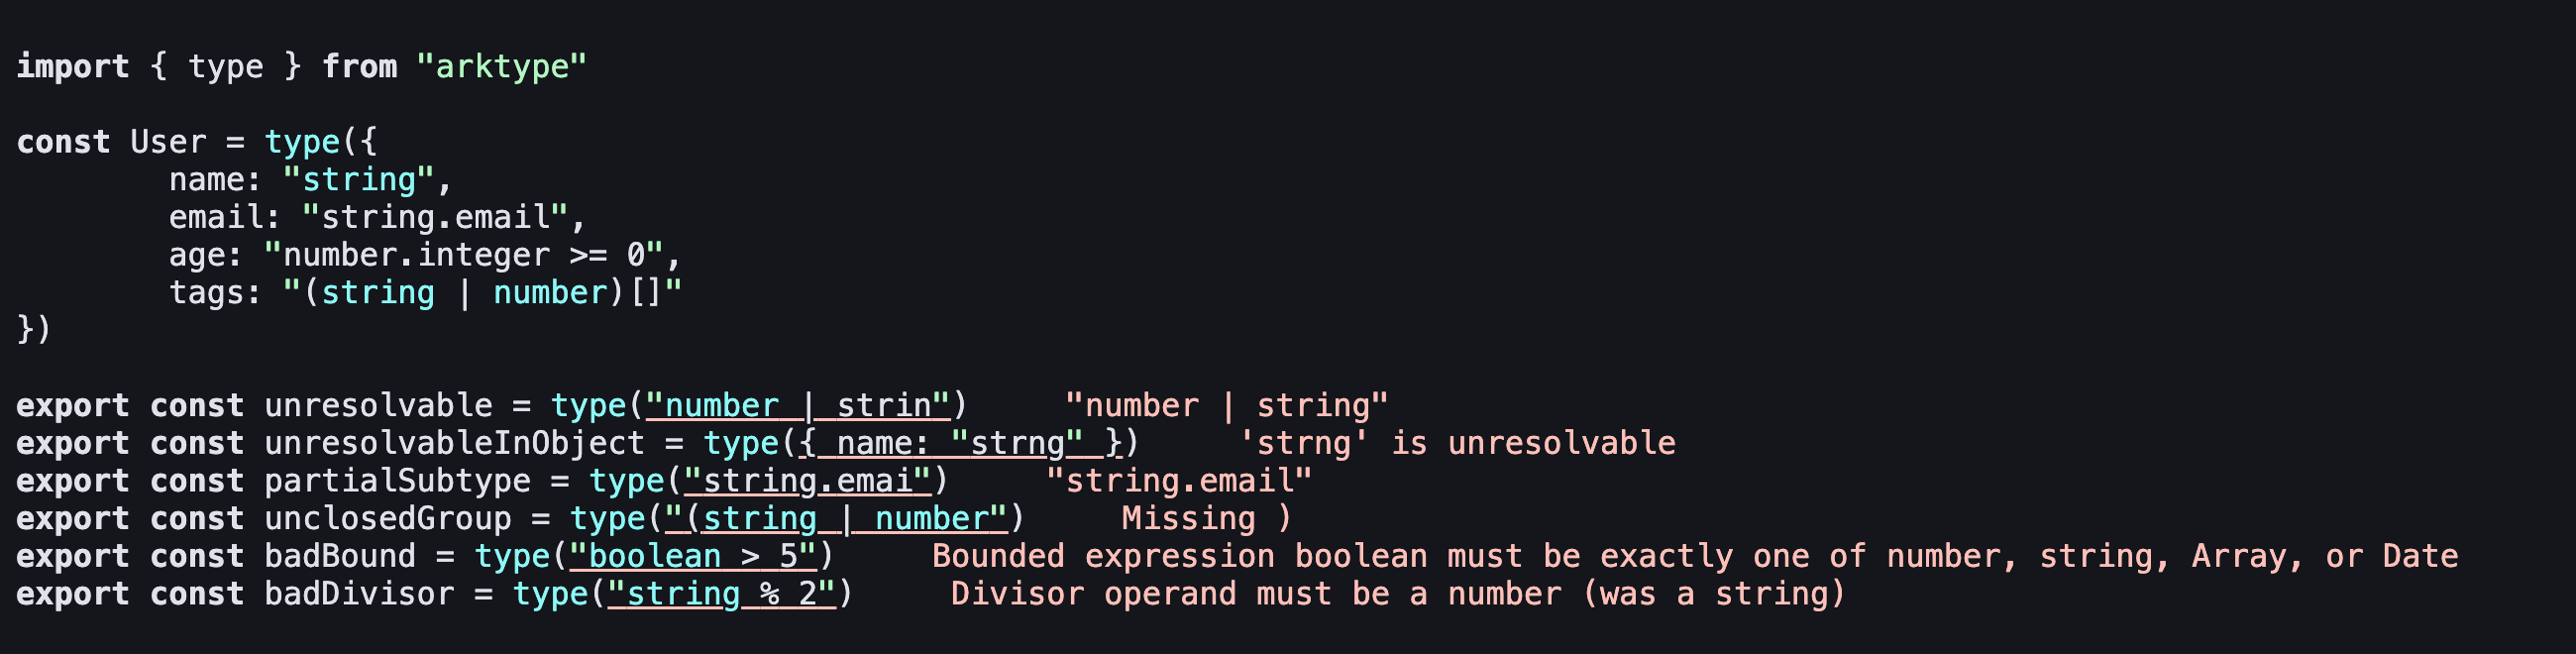 import { type } from "arktype"
const User = type({
name: "string",
email: "string.email",
age: "number.integer >= 0",
tags: "(string | number)[]"
})
export const unresolvable = type("number | strin") "number | string"
export const unresolvableInObject = type({ name: "strng" }) 'strng' is unresolvable
export const partialSubtype = type("string.emai") "string.email"
export const unclosedGroup = type("(string | number") Missing )
export const badBound = type("boolean > 5") Bounded expression boolean must be exactly one of number, string, Array, or Date
export const badDivisor = type("string % 2") Divisor operand must be a number (was a string)